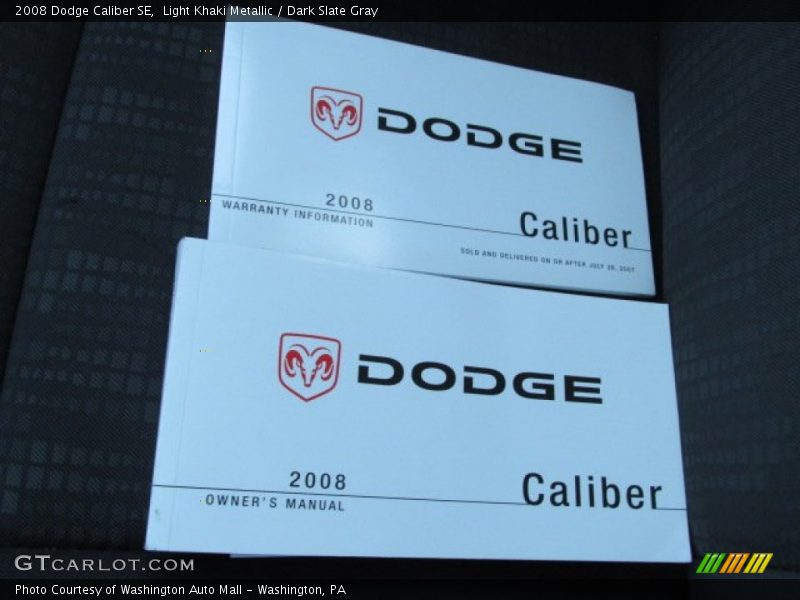 2008 Dodge Caliber SE,  Light Khaki Metallic / Dark Slate Gray
DODGE
2008
WARRANTY INFORMATION
Caliber
SOLD AND DELIVERED ON OR AFTER JULY 26, 2007
DODGE
2008
OWNER'S MANUAL
Caliber
GTCARLOT.COM
Photo Courtesy of Washington Auto Mall - Washington, PA